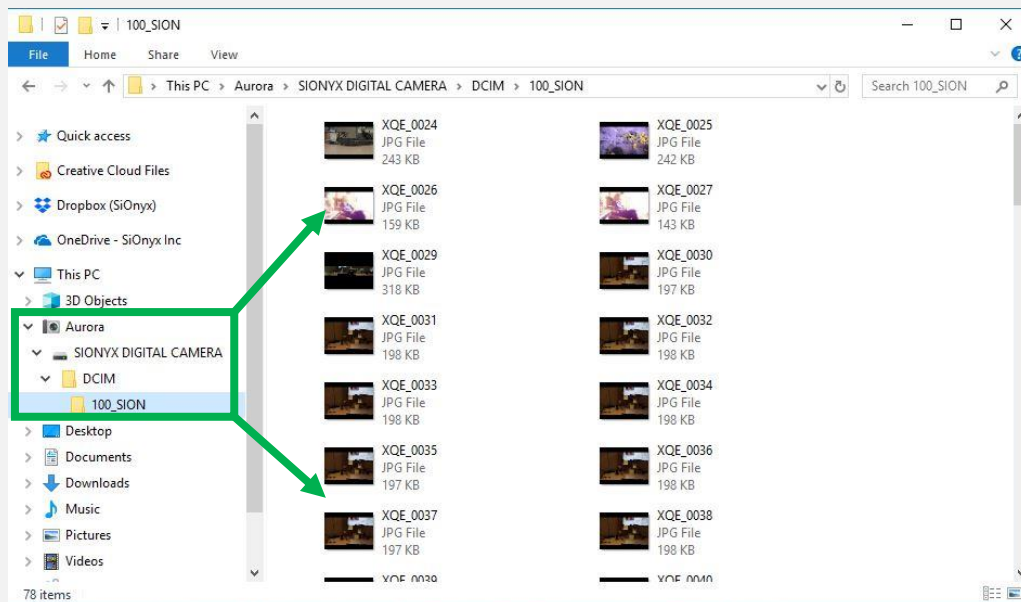 100_SION
File Home Share View
This PC Aurora SIONYX DIGITAL CAMERA DCIM 100_SION
Search 100_SION
Quick access
Creative Cloud Files
Dropbox (SiOnyx)
OneDrive - SiOnyx Inc
This PC
3D Objects
Aurora
SIONYX DIGITAL CAMERA
DCIM
100_SION
Desktop
Documents
Downloads
Music
Pictures
Videos
XQE_0024
JPG File
243 KB
XQE_0025
JPG File
242 KB
XQE_0026
JPG File
159 KB
XQE_0027
JPG File
143 KB
XQE_0029
JPG File
318 KB
XQE_0030
JPG File
197 KB
XQE_0031
JPG File
198 KB
XQE_0032
JPG File
198 KB
XQE_0033
JPG File
198 KB
XQE_0034
JPG File
198 KB
XQE_0035
JPG File
197 KB
XQE_0036
JPG File
198 KB
XQE_0037
JPG File
197 KB
XQE_0038
JPG File
198 KB
XQE_0039
XQE_0040
78 items